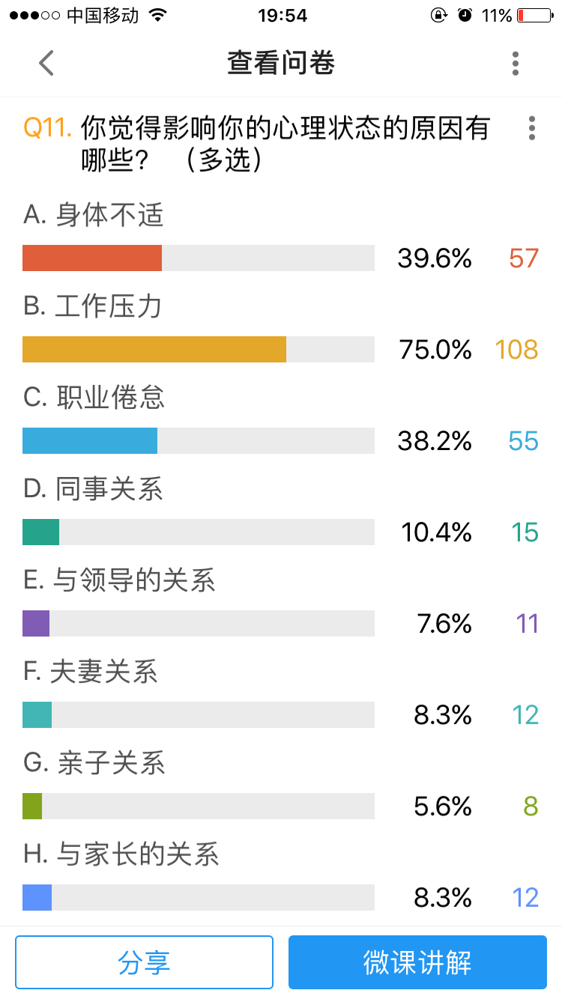 中国移动 19:54 11%
查看问卷
Q11. 你觉得影响你的心理状态的原因有
哪些? （多选）
A. 身体不适
39.6% 57
B. 工作压力
75.0% 108
C. 职业倦怠
38.2% 55
D. 同事关系
10.4% 15
E. 与领导的关系
7.6% 11
F. 夫妻关系
8.3% 12
G. 亲子关系
5.6% 8
H. 与家长的关系
8.3% 12
分享 微课讲解